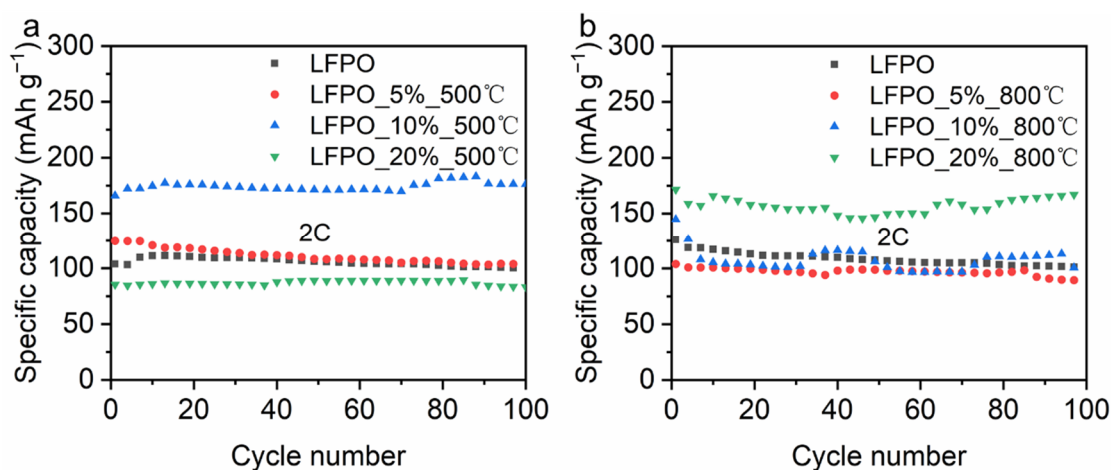 a
Specific capacity (mAh g⁻¹)
300
250
200
150
100
50
0
LFPO
LFPO_5%_500℃
LFPO_10%_500℃
LFPO_20%_500℃
2C
0 20 40 60 80 100
Cycle number
b
Specific capacity (mAh g⁻¹)
300
250
200
150
100
50
0
LFPO
LFPO_5%_800℃
LFPO_10%_800℃
LFPO_20%_800℃
2C
0 20 40 60 80 100
Cycle number